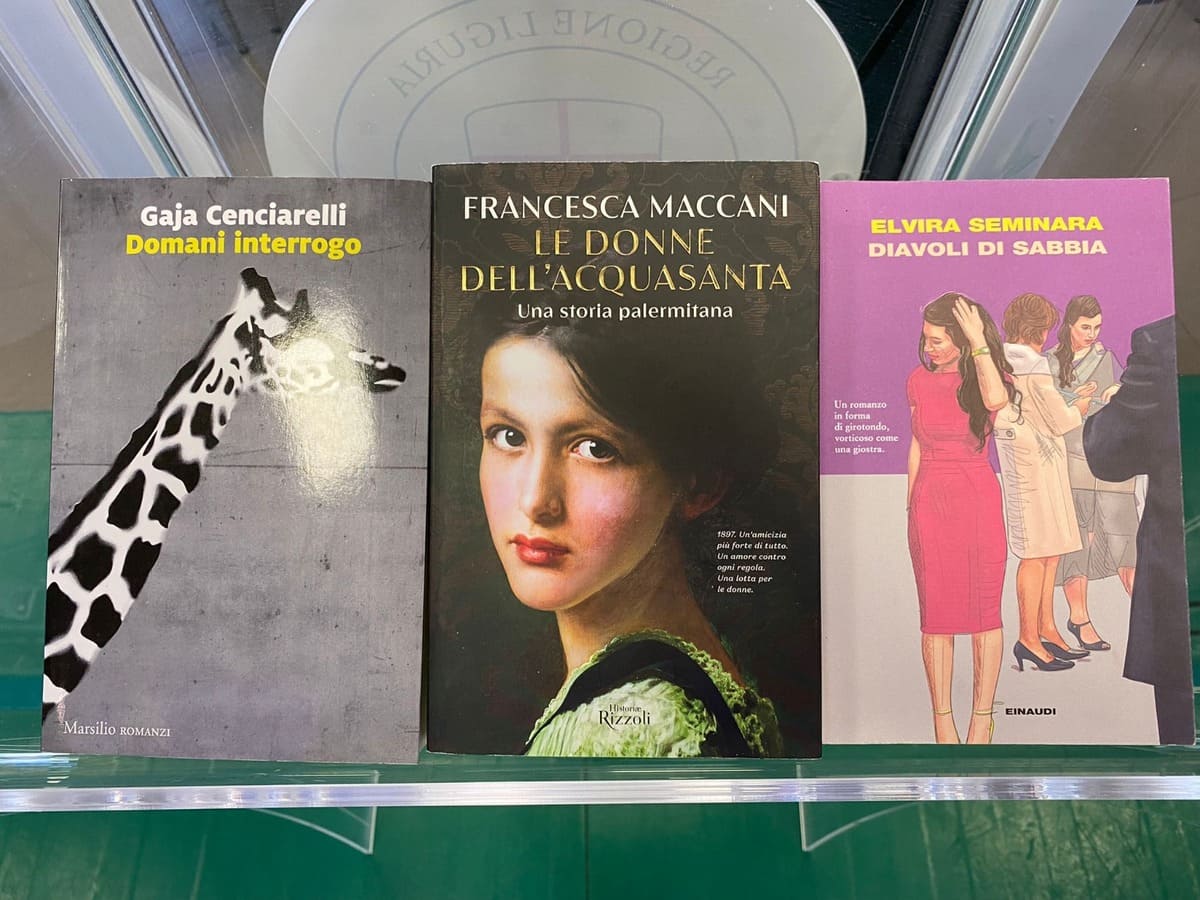 REGIONE LIGURIA
Gaja Cenciarelli
Domani interrogo
Marsilio ROMANZI
FRANCESCA MACCANI
LE DONNE
DELL'ACQUASANTA
Una storia palermitana
1897. Un'amicizia
più forte di tutto.
Un amore contro
ogni regola.
Una lotta per
le donne.
Historiæ
Rizzoli
ELVIRA SEMINARA
DIAVOLI DI SABBIA
Un romanzo
in forma
di girotondo,
vorticoso come
una giostra.
EINAUDI